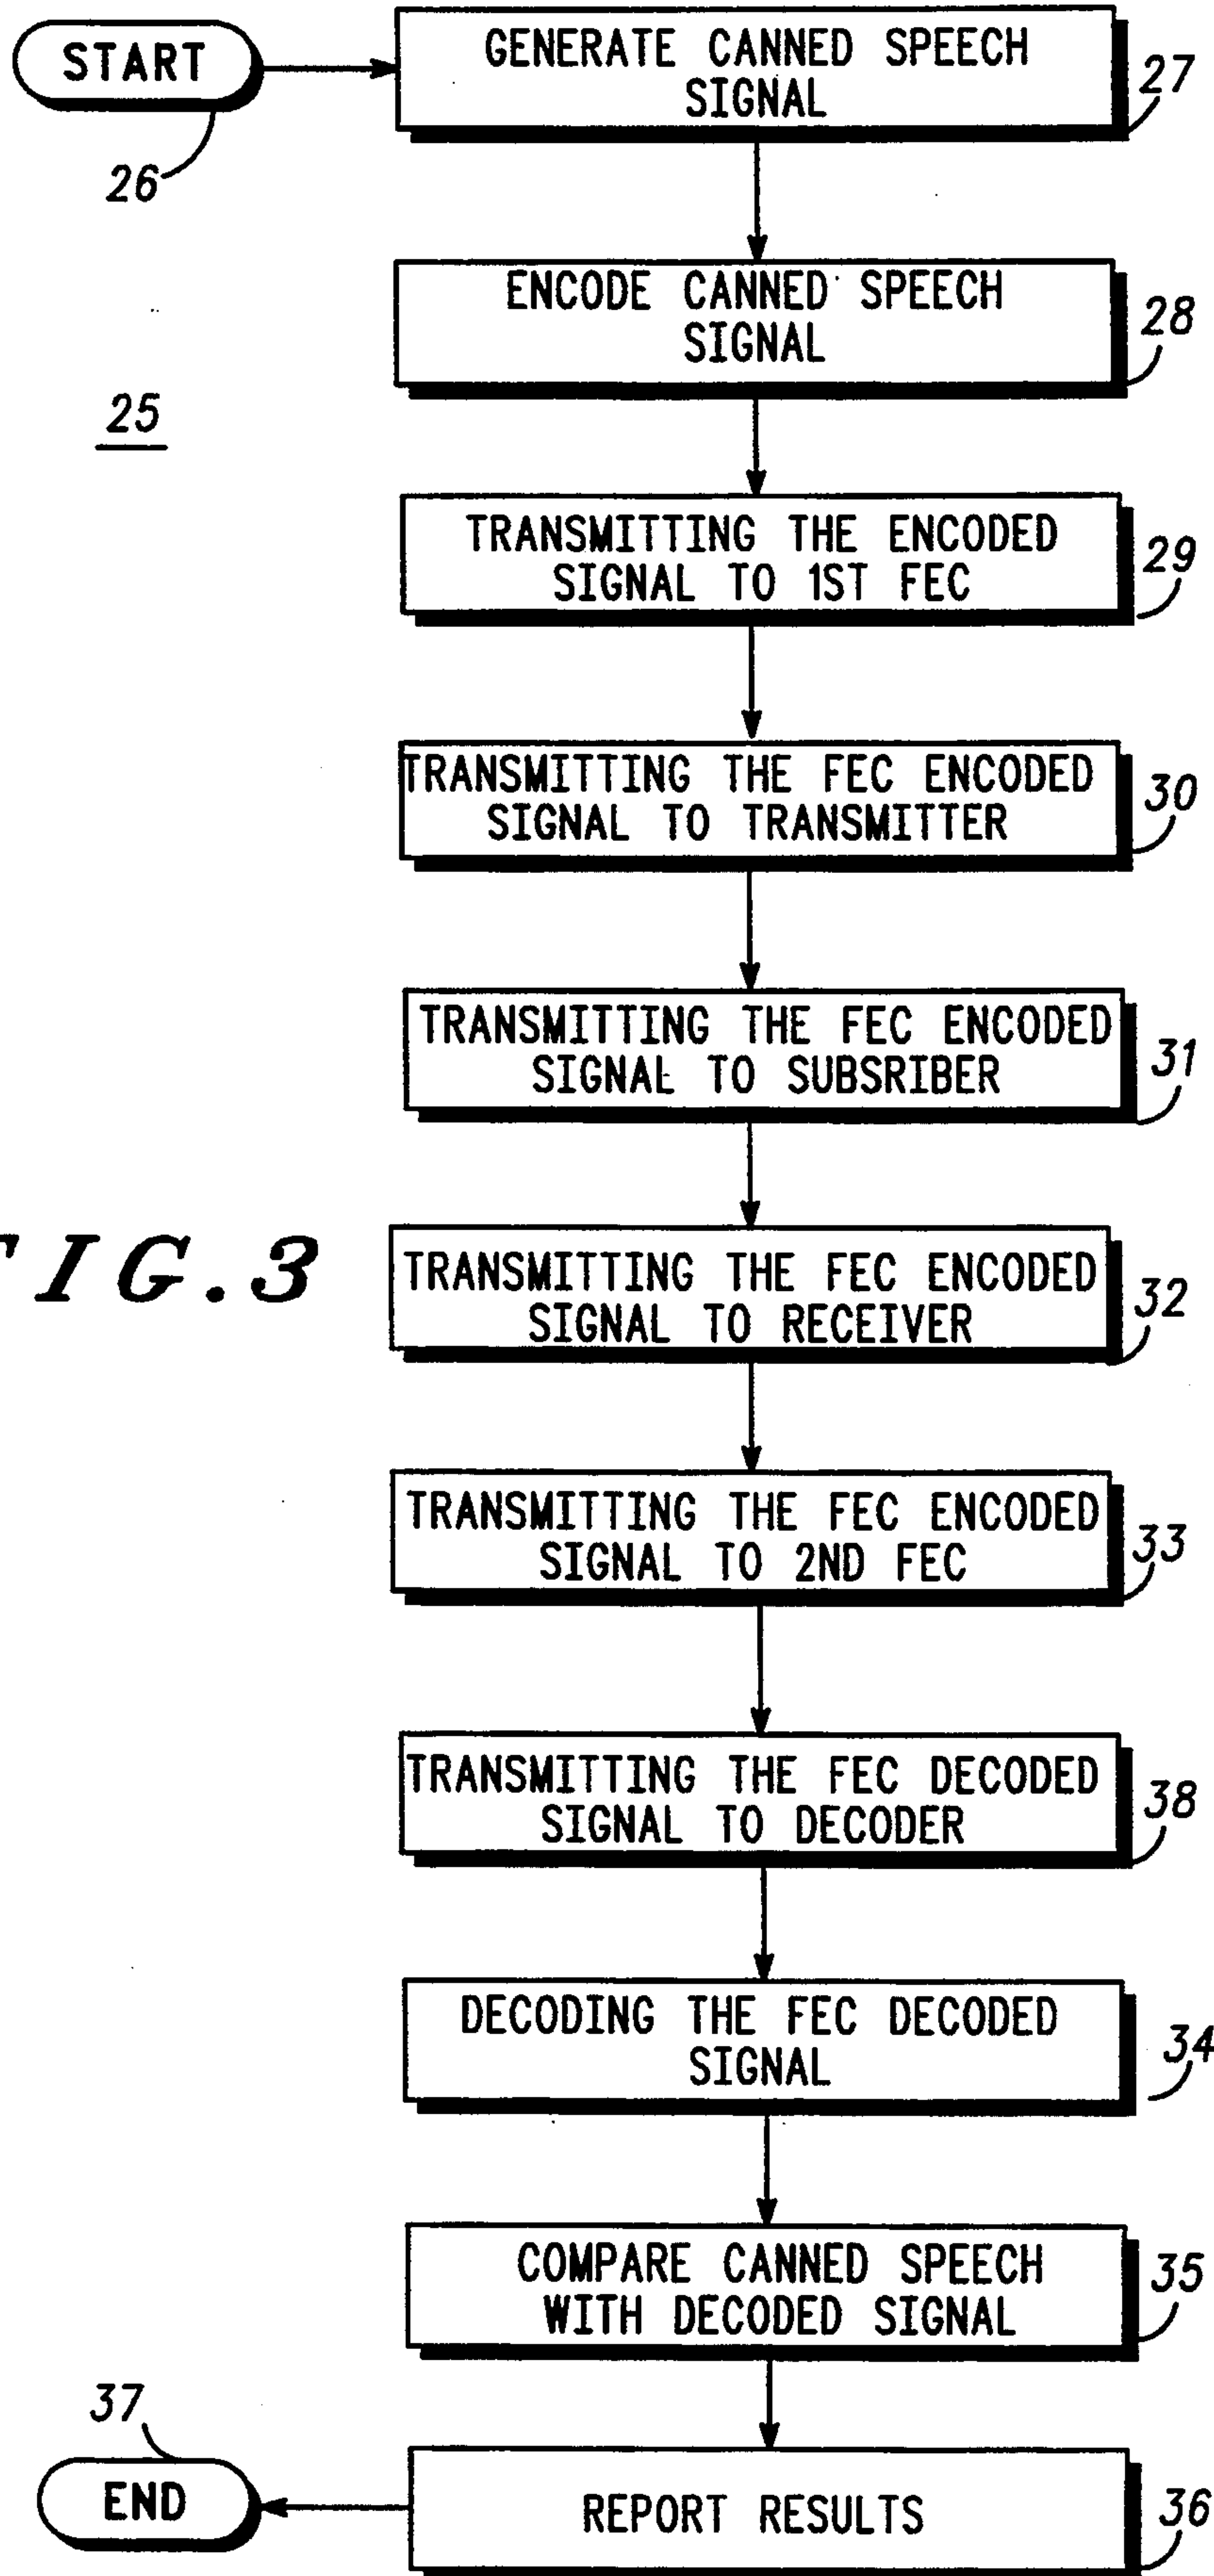 START
26
GENERATE CANNED SPEECH
SIGNAL
27
ENCODE CANNED SPEECH
SIGNAL
28
25
TRANSMITTING THE ENCODED
SIGNAL TO 1ST FEC
29
TRANSMITTING THE FEC ENCODED
SIGNAL TO TRANSMITTER
30
TRANSMITTING THE FEC ENCODED
SIGNAL TO SUBSRIBER
31
FIG.3
TRANSMITTING THE FEC ENCODED
SIGNAL TO RECEIVER
32
TRANSMITTING THE FEC ENCODED
SIGNAL TO 2ND FEC
33
TRANSMITTING THE FEC DECODED
SIGNAL TO DECODER
38
DECODING THE FEC DECODED
SIGNAL
34
COMPARE CANNED SPEECH
WITH DECODED SIGNAL
35
37
END
REPORT RESULTS
36